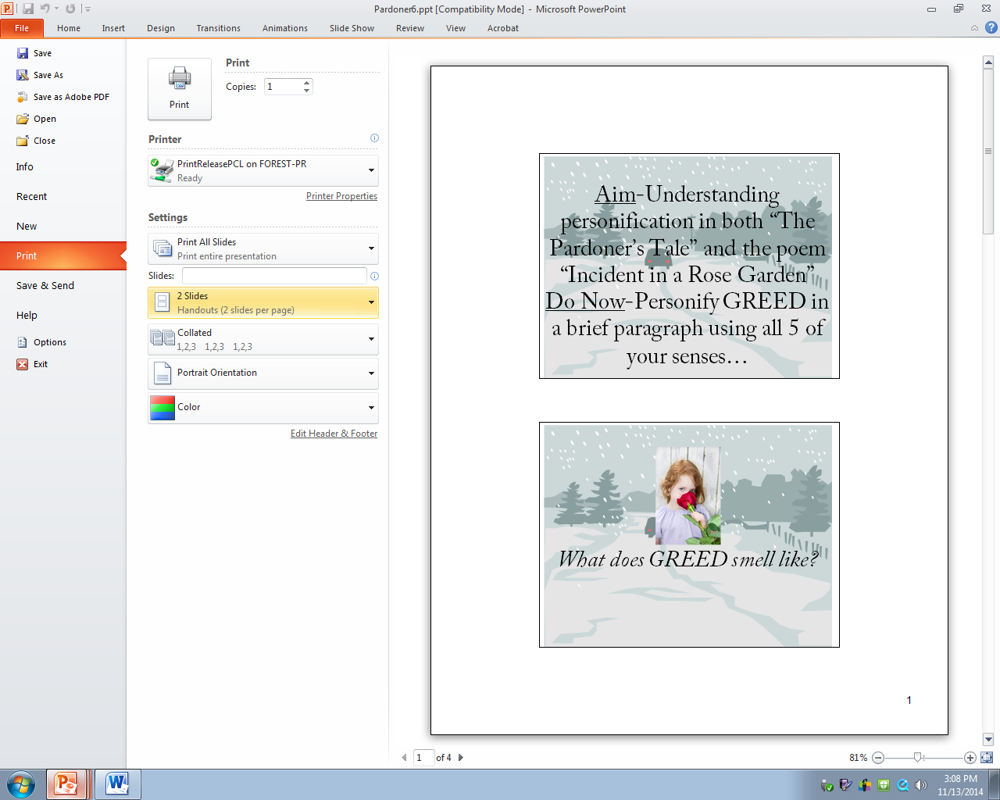 Pardoner6.ppt [Compatibility Mode] - Microsoft PowerPoint
File Home Insert Design Transitions Animations Slide Show Review View Acrobat
Save
Save As
Save as Adobe PDF
Open
Close
Info
Recent
New
Print
Save & Send
Help
Options
Exit
Print
Print
Copies: 1
Printer
PrintReleasePCL on FOREST-PR
Ready
Printer Properties
Settings
Print All Slides
Print entire presentation
Slides:
2 Slides
Handouts (2 slides per page)
Collated
1,2,3 1,2,3 1,2,3
Portrait Orientation
Color
Edit Header & Footer
Aim-Understanding
personification in both “The
Pardoner’s Tale” and the poem
“Incident in a Rose Garden”
Do Now-Personify GREED in
a brief paragraph using all 5 of
your senses…
What does GREED smell like?
1
1 of 4
81%
3:08 PM
11/13/2014